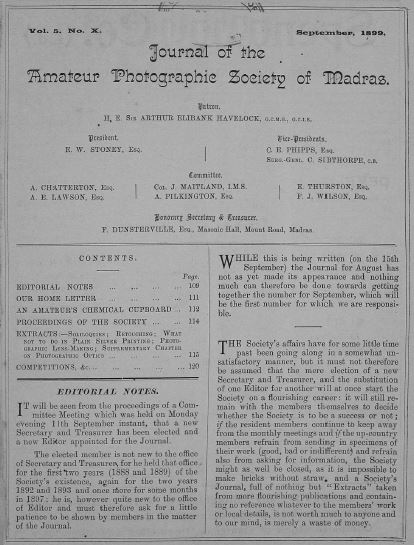 Vol. 5. No. X.
September, 1899.
Journal of the
Amateur Photographic Society of Madras.
Patron.
H. E. Sir ARTHUR ELIBANK HAVELOCK, G.C.M.G., G.C.I.E.
President.
E. W. STONEY, Esq.
Vice-Presidents.
C. E. PHIPPS, Esq.
Surg.-Genl. C. SIBTHORPE, C.B.
Committee.
A. CHATTERTON, Esq.
A. E. LAWSON, Esq.
Col. J. MAITLAND, I.M.S.
A. PILKINGTON, Esq.
E. THURSTON, Esq.
F. J. WILSON, Esq.
Honorary Secretary & Treasurer.
F. DUNSTERVILLE, Esq., Masonic Hall, Mount Road, Madras.
CONTENTS.
Page.
EDITORIAL NOTES ... ... ... ... 109
OUR HOME LETTER ... ... ... ... 111
AN AMATEUR'S CHEMICAL CUPBOARD .. 112
PROCEEDINGS OF THE SOCIETY ... ... 114
EXTRACTS:—Spotlogging; Retouching; What
not to do in Plain Silver Printing; Photo-
graphic Lens-Making; Supplementary Chapter
on Photographic Optics ... ... ... 115
COMPETITIONS, &c. ... ... ... ... 120
EDITORIAL NOTES.
IT will be seen from the proceedings of a Com-
mittee Meeting which was held on Monday
evening 11th September instant, that a new
Secretary and Treasurer has been elected and
a new Editor appointed for the Journal.
The elected member is not new to the office
of Secretary and Treasurer, for he held that office
for the first two years (1888 and 1889) of the
Society's existence, again for the two years
1892 and 1893 and once more for some months
in 1897: he is, however quite new to the office
of Editor and must therefore ask for a little
patience to be shown by members in the matter
of the Journal.
WHILE this is being written (on the 15th
September) the Journal for August has
not as yet made its appearance and nothing
much can therefore be done towards getting
together the number for September, which will
be the first number for which we are responsi-
ble.
THE Society's affairs have for some little time
past been going along in a somewhat un-
satisfactory manner, but it must not therefore
be assumed that the mere election of a new
Secretary and Treasurer, and the substitution
of one Editor for another will at once start the
Society on a flourishing career: it will still re-
main with the members themselves to decide
whether the Society is to be a success or not;
if the resident members continue to keep away
from the monthly meetings and if the up-country
members refrain from sending in specimens of
their work (good, bad or indifferent) and refrain
also from asking for information, the Society
might as well be closed, as it is impossible to
make bricks without straw, and a Society's
Journal, full of nothing but "Extracts" taken
from more flourishing publications and contain-
ing no reference whatever to the members' work
or local details, is not worth much to anyone and
to our mind, is merely a waste of money.